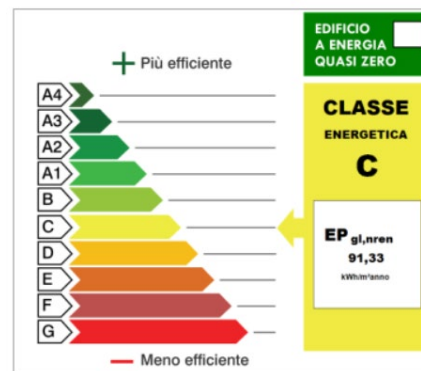 EDIFICIO
A ENERGIA
QUASI ZERO
+ Più efficiente
A4
A3
A2
A1
B
C
D
E
F
G
— Meno efficiente
CLASSE
ENERGETICA
C
EP gl,nren
91,33
kWh/m²anno